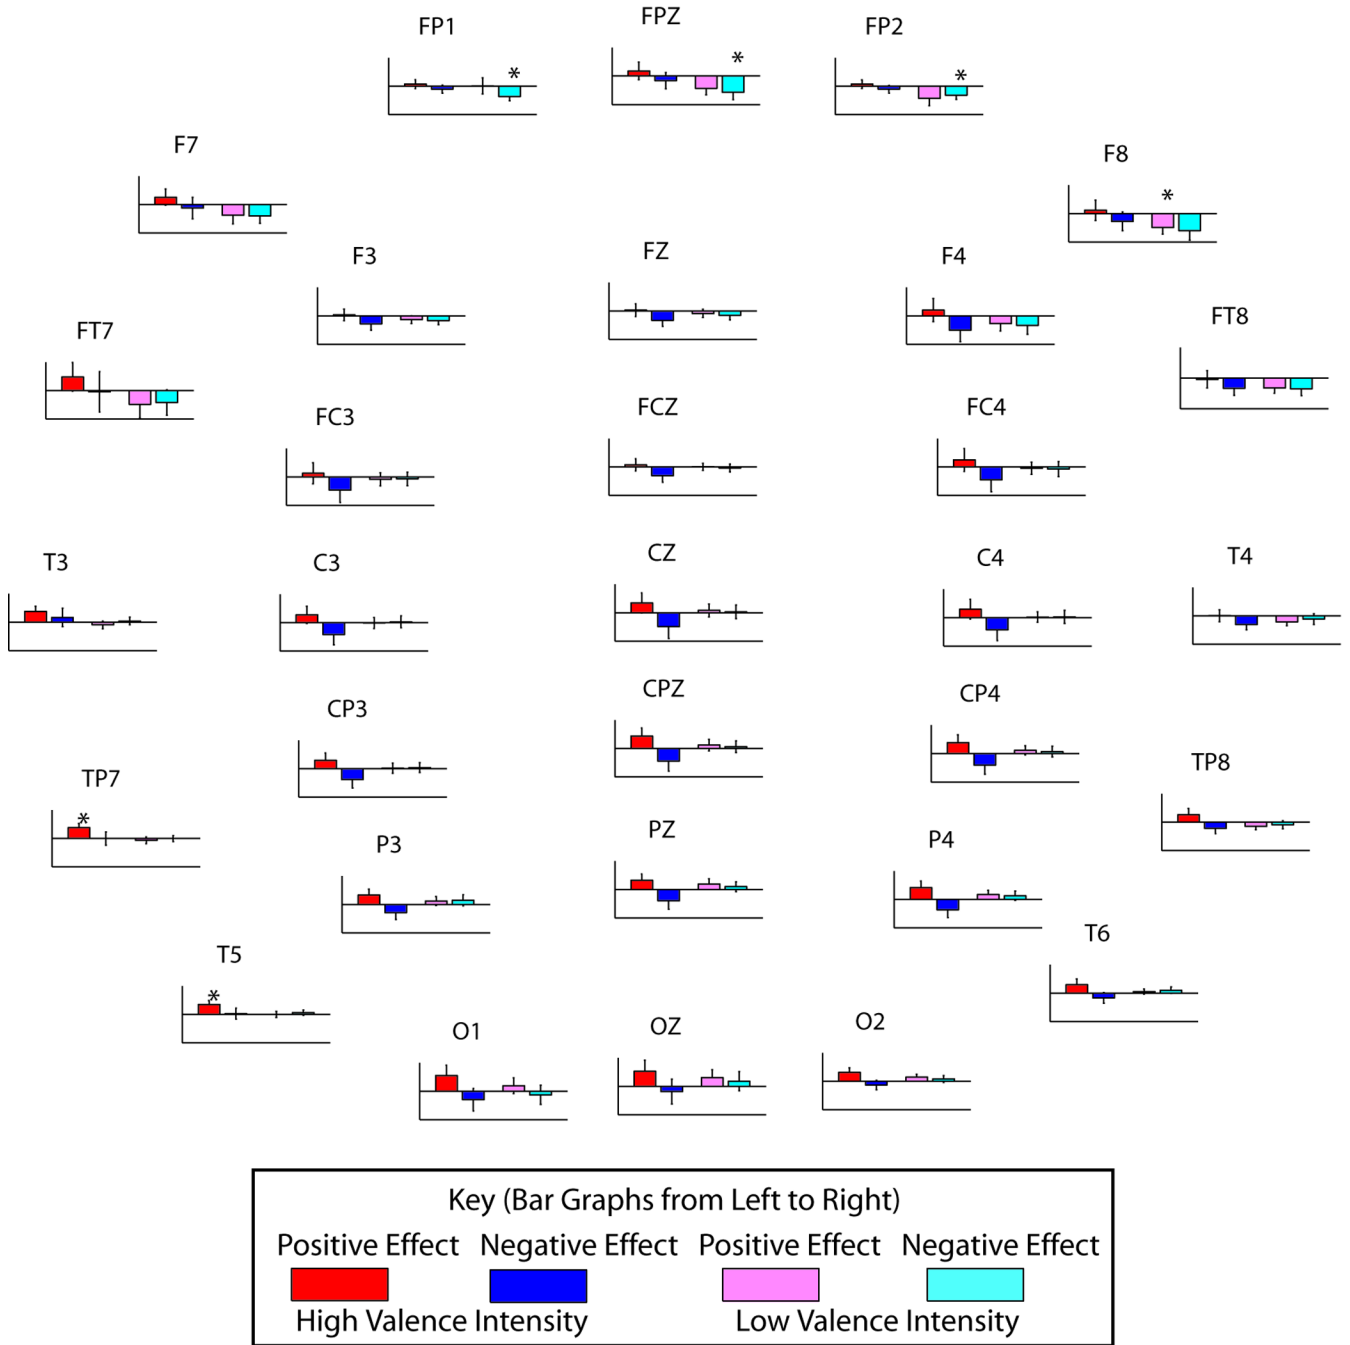 FP1 FPZ FP2
*
*
*
F7
F8
*
F3 FZ F4
FT7 FT8
FC3 FCZ FC4
T3 C3 CZ C4 T4
CP3 CPZ CP4
TP7 TP8
*
P3 PZ P4
T5 T6
*
O1 OZ O2
Key (Bar Graphs from Left to Right)
Positive Effect Negative Effect Positive Effect Negative Effect
High Valence Intensity Low Valence Intensity